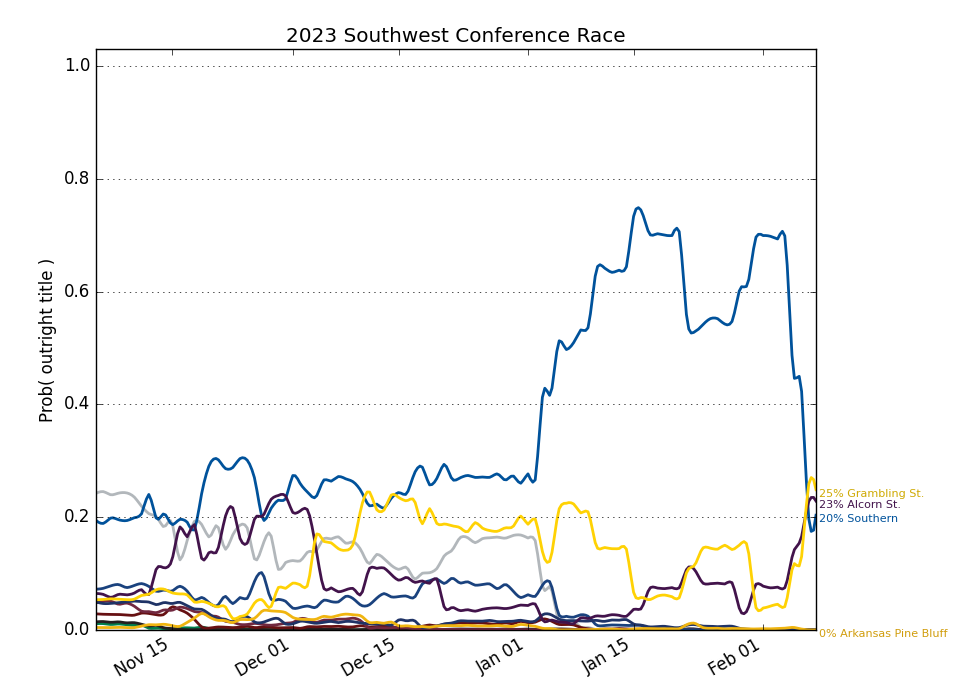 2023 Southwest Conference Race
Prob( outright title )
1.0
0.8
0.6
0.4
0.2
0.0
25% Grambling St.
23% Alcorn St.
20% Southern
0% Arkansas Pine Bluff
Nov 15
Dec 01
Dec 15
Jan 01
Jan 15
Feb 01